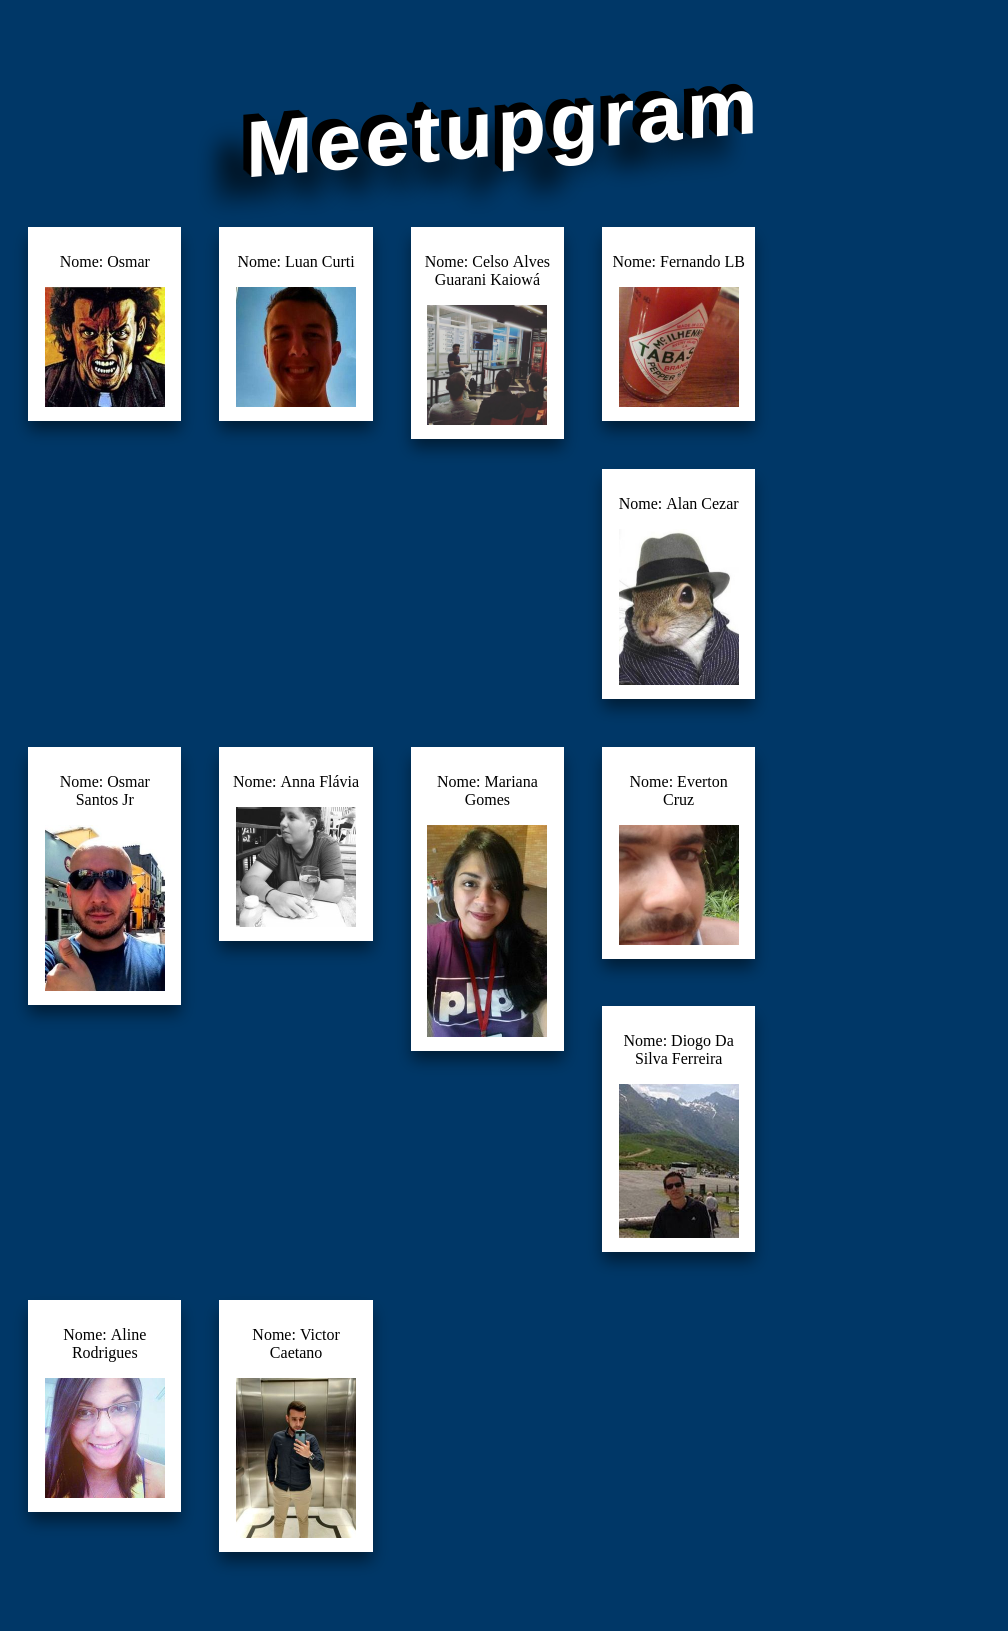 Meetupgram
Nome: Osmar
Nome: Luan Curti
Nome: Celso Alves
Guarani Kaiowá
Nome: Fernando LB
McILHENNY
TABAS
BRAND
PEPPER
Nome: Alan Cezar
Nome: Osmar
Santos Jr
Nome: Anna Flávia
Nome: Mariana
Gomes
php
Nome: Everton
Cruz
Nome: Diogo Da
Silva Ferreira
Nome: Aline
Rodrigues
Nome: Victor
Caetano